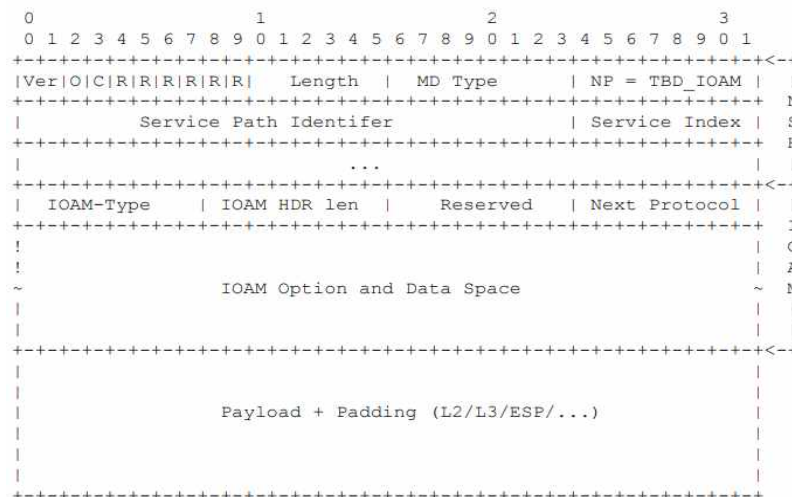 0                   1                   2                   3
 0 1 2 3 4 5 6 7 8 9 0 1 2 3 4 5 6 7 8 9 0 1 2 3 4 5 6 7 8 9 0 1
+-+-+-+-+-+-+-+-+-+-+-+-+-+-+-+-+-+-+-+-+-+-+-+-+-+-+-+-+-+-+-+-+<-+
|Ver|O|C|R|R|R|R|R|R|   Length  |  MD Type      | NP = TBD_IOAM |  |
+-+-+-+-+-+-+-+-+-+-+-+-+-+-+-+-+-+-+-+-+-+-+-+-+-+-+-+-+-+-+-+-+  N
|          Service Path Identifer               | Service Index |  S
+-+-+-+-+-+-+-+-+-+-+-+-+-+-+-+-+-+-+-+-+-+-+-+-+-+-+-+-+-+-+-+-+  H
|                            ...                                |  |
+-+-+-+-+-+-+-+-+-+-+-+-+-+-+-+-+-+-+-+-+-+-+-+-+-+-+-+-+-+-+-+-+<-+
|  IOAM-Type    | IOAM HDR len  |    Reserved   | Next Protocol |  |
+-+-+-+-+-+-+-+-+-+-+-+-+-+-+-+-+-+-+-+-+-+-+-+-+-+-+-+-+-+-+-+-+  I
!                                                               |  O
!                                                               |  A
~                 IOAM Option and Data Space                    ~  M
|                                                               |  |
|                                                               |  |
+-+-+-+-+-+-+-+-+-+-+-+-+-+-+-+-+-+-+-+-+-+-+-+-+-+-+-+-+-+-+-+-+<-+
|                                                               |
|                                                               |
|                 Payload + Padding (L2/L3/ESP/...)             |
|                                                               |
|                                                               |
|                                                               |
+-+-+-+-+-+-+-+-+-+-+-+-+-+-+-+-+-+-+-+-+-+-+-+-+-+-+-+-+-+-+-+-+